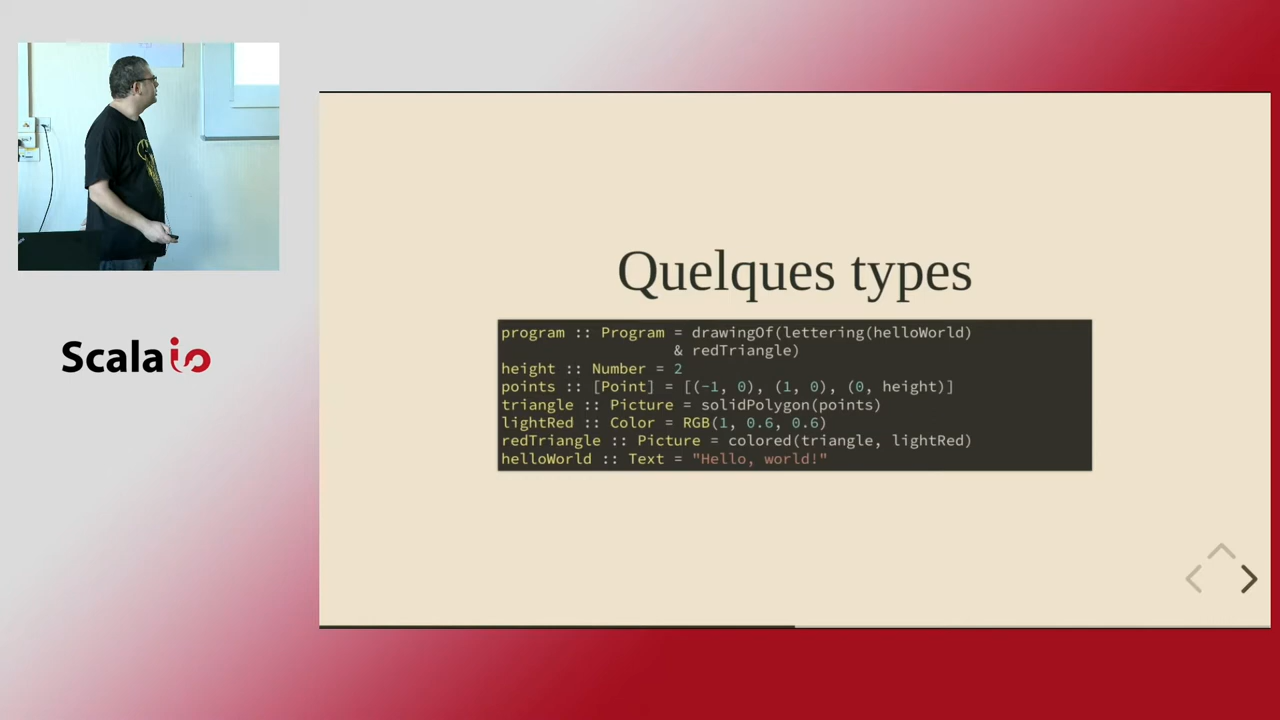 Scala io
Quelques types
program :: Program = drawingOf(lettering(helloWorld)
& redTriangle)
height :: Number = 2
points :: [Point] = [(-1, 0), (1, 0), (0, height)]
triangle :: Picture = solidPolygon(points)
lightRed :: Color = RGB(1, 0.6, 0.6)
redTriangle :: Picture = colored(triangle, lightRed)
helloWorld :: Text = "Hello, world!"